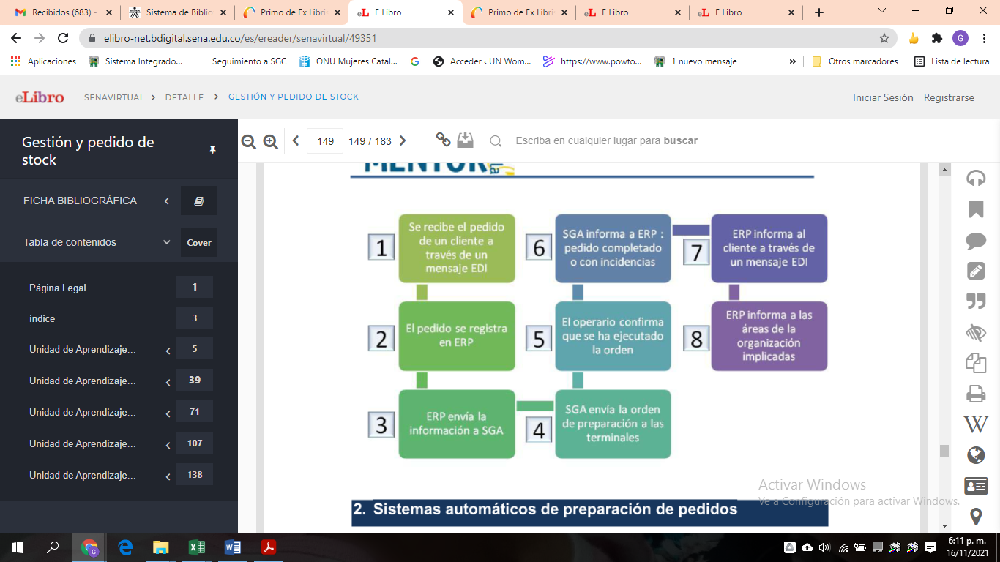 Recibidos (683) -
Sistema de Biblio
Primo de Ex Libris
E Libro
Primo de Ex Libri
E Libro
E Libro
elibro-net.bdigital.sena.edu.co/es/ereader/senavirtual/49351
G
Aplicaciones
Sistema Integrado...
Seguimiento a SGC
ONU Mujeres Catal...
Acceder ‹ UN Wom...
https://www.powto...
1 nuevo mensaje
»
Otros marcadores
Lista de lectura
eLibro
SENAVIRTUAL
DETALLE
GESTIÓN Y PEDIDO DE STOCK
Iniciar Sesión
Registrarse
Gestión y pedido de
stock
FICHA BIBLIOGRÁFICA
Tabla de contenidos
Cover
Página Legal
1
índice
3
Unidad de Aprendizaje...
5
Unidad de Aprendizaje...
39
Unidad de Aprendizaje...
71
Unidad de Aprendizaje...
107
Unidad de Aprendizaje...
138
149
149 / 183
Escriba en cualquier lugar para buscar
MENTOR
1
Se recibe el pedido
de un cliente a
través de un
mensaje EDI
2
El pedido se registra
en ERP
3
ERP envía la
información a SGA
4
SGA envía la orden
de preparación a las
terminales
5
El operario confirma
que se ha ejecutado
la orden
6
SGA informa a ERP :
pedido completado
o con incidencias
7
ERP informa al
cliente a través de
un mensaje EDI
8
ERP informa a las
áreas de la
organización
implicadas
2. Sistemas automáticos de preparación de pedidos
Activar Windows
Ve a Configuración para activar Windows.
W
6:11 p. m.
16/11/2021